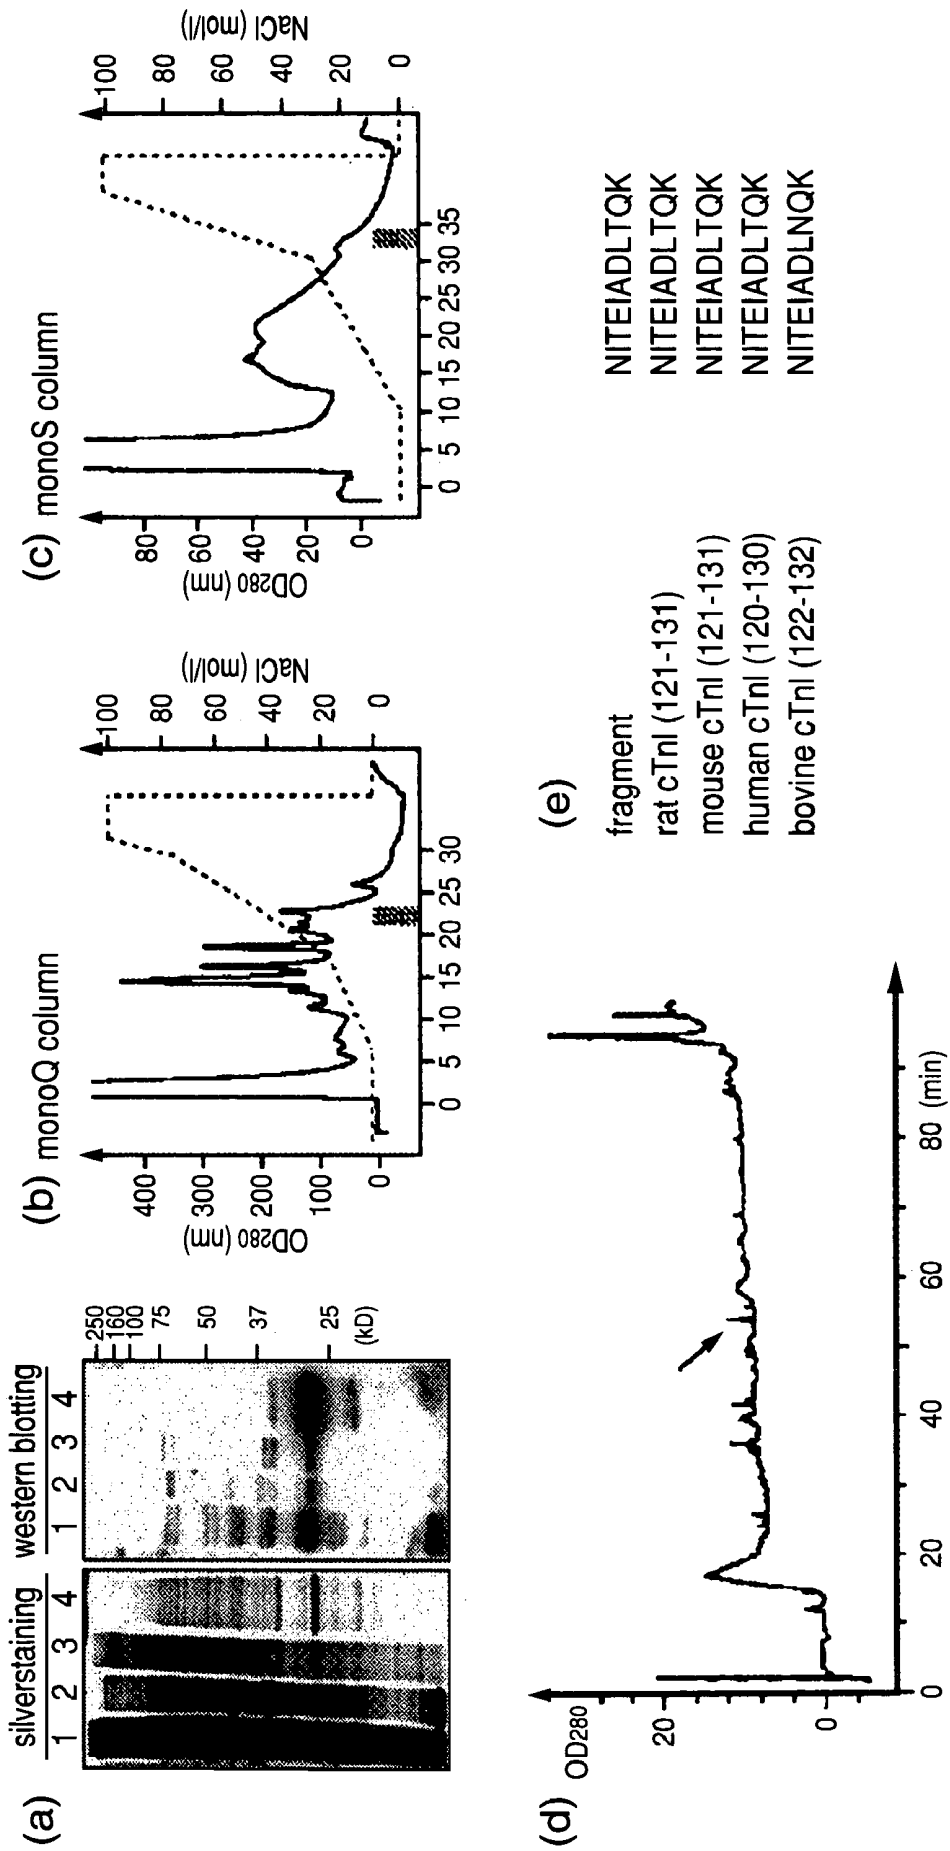 (a)
silverstaining
western blotting
1 2 3 4
1 2 3 4
250
160
100
75
50
37
25
(kD)
(b) monoQ column
OD280 (nm)
400
300
200
100
0
NaCl (mol/l)
100
80
60
40
20
0
0 5 10 15 20 25 30
(c) monoS column
OD280 (nm)
80
60
40
20
0
NaCl (mol/l)
100
80
60
40
20
0
0 5 10 15 20 25 30 35
(d)
OD280
20
0
0 20 40 60 80 (min)
(e)
fragment NITEIADLTQK
rat cTnI (121-131) NITEIADLTQK
mouse cTnI (121-131) NITEIADLTQK
human cTnI (120-130) NITEIADLTQK
bovine cTnI (122-132) NITEIADLNQK